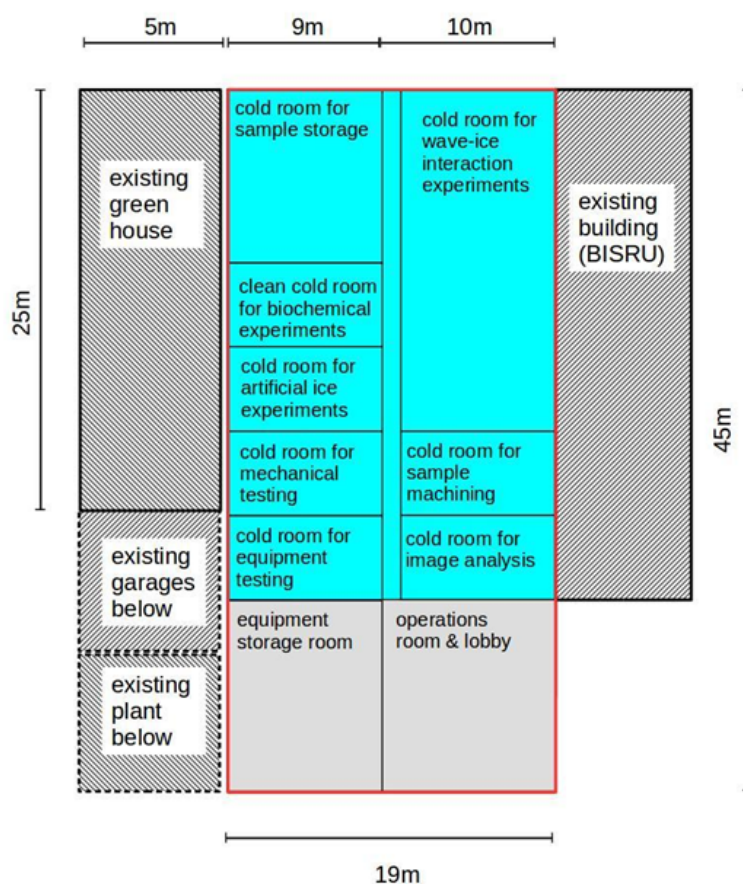 5m
9m
10m
25m
45m
19m
existing
green
house
existing
garages
below
existing
plant
below
cold room for
sample storage
clean cold room
for biochemical
experiments
cold room for
artificial ice
experiments
cold room for
mechanical
testing
cold room for
equipment
testing
equipment
storage room
cold room for
wave-ice
interaction
experiments
cold room for
sample
machining
cold room for
image analysis
operations
room & lobby
existing
building
(BISRU)